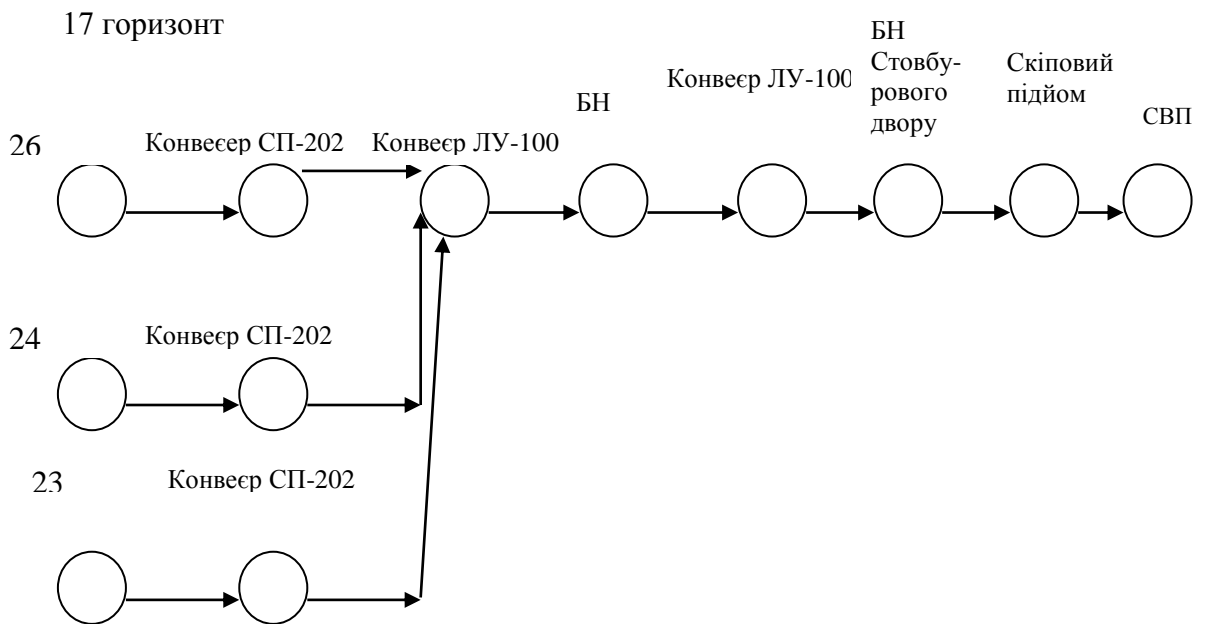 17 горизонт
БН
Стовбу-
рового
двору
Скіповий
підйом
Конвеєр ЛУ-100
БН
СВП
26
Конвеєсер СП-202
Конвеєр ЛУ-100
24
Конвеєр СП-202
23
Конвеєр СП-202